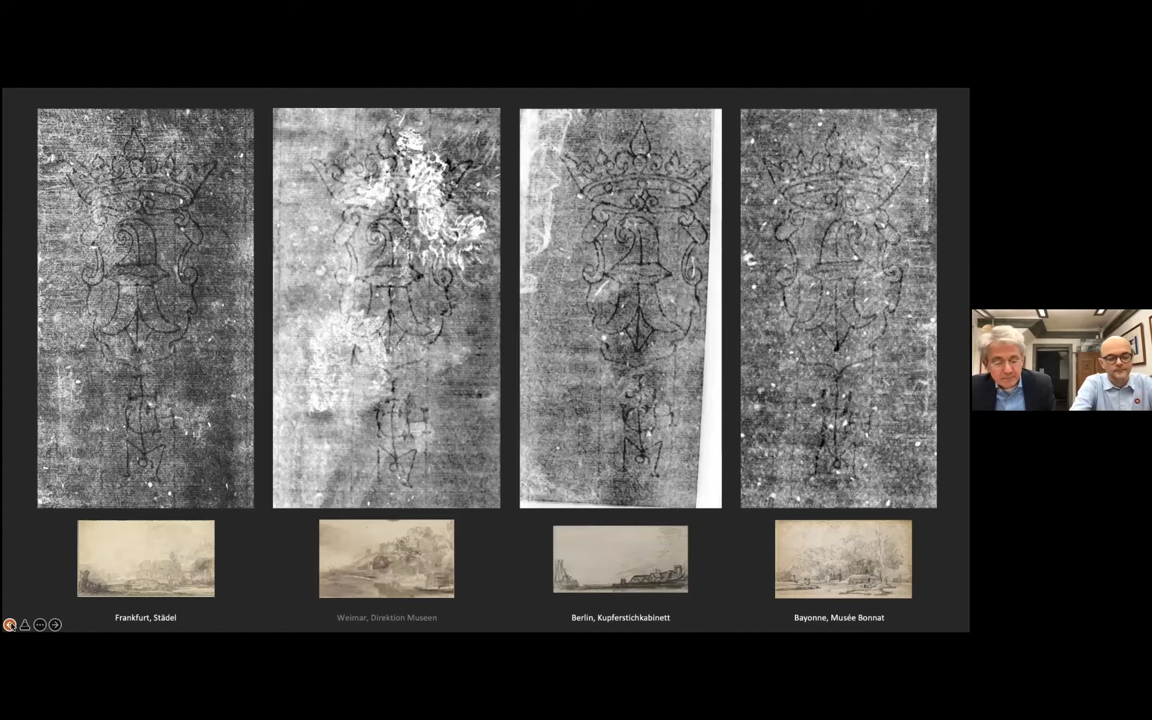 Frankfurt, Städel
Weimar, Direktion Museen
Berlin, Kupferstichkabinett
Bayonne, Musée Bonnat